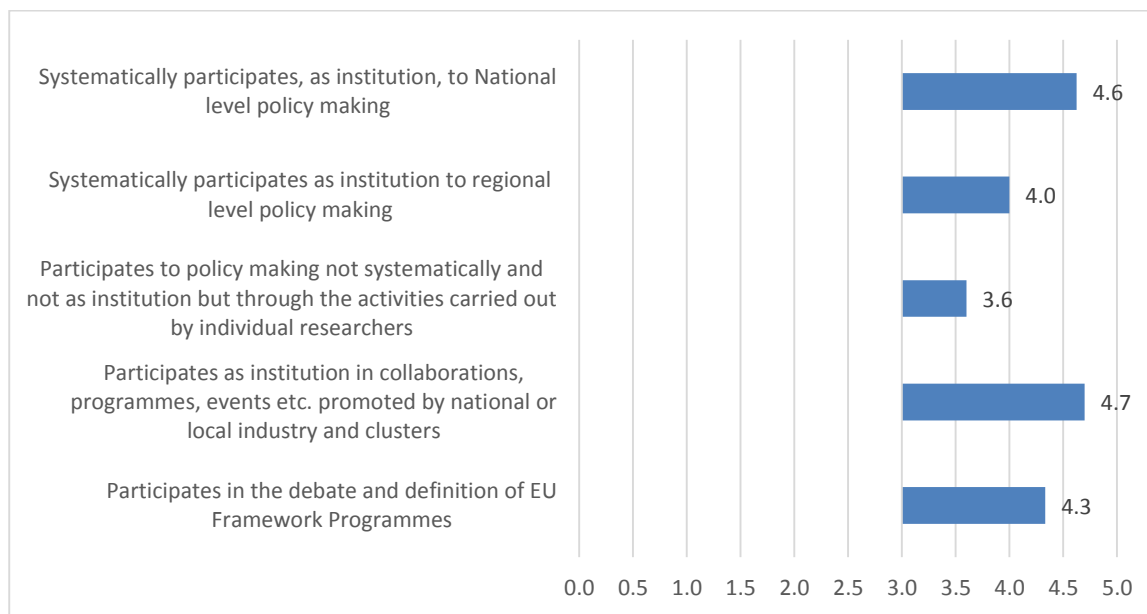 Systematically participates, as institution, to National
level policy making
4.6
Systematically participates as institution to regional
level policy making
4.0
Participates to policy making not systematically and
not as institution but through the activities carried out
by individual researchers
3.6
Participates as institution in collaborations,
programmes, events etc. promoted by national or
local industry and clusters
4.7
Participates in the debate and definition of EU
Framework Programmes
4.3
0.0 0.5 1.0 1.5 2.0 2.5 3.0 3.5 4.0 4.5 5.0